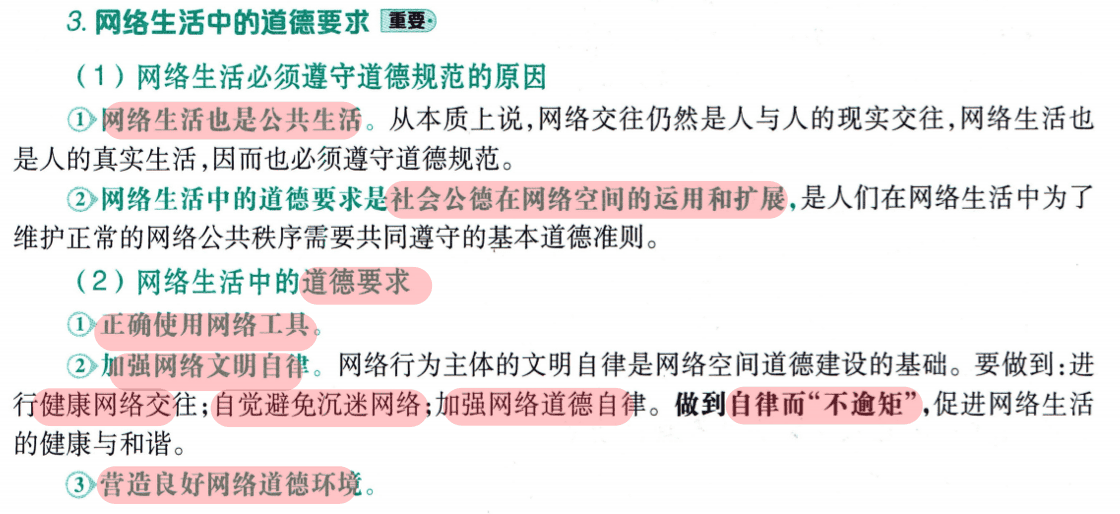 3. 网络生活中的道德要求 重要
（1）网络生活必须遵守道德规范的原因
①网络生活也是公共生活。从本质上说,网络交往仍然是人与人的现实交往,网络生活也
是人的真实生活,因而也必须遵守道德规范。
②网络生活中的道德要求是社会公德在网络空间的运用和扩展,是人们在网络生活中为了
维护正常的网络公共秩序需要共同遵守的基本道德准则。
（2）网络生活中的道德要求
①正确使用网络工具。
②加强网络文明自律。网络行为主体的文明自律是网络空间道德建设的基础。要做到:进
行健康网络交往;自觉避免沉迷网络;加强网络道德自律。做到自律而“不逾矩”,促进网络生活
的健康与和谐。
③营造良好网络道德环境。